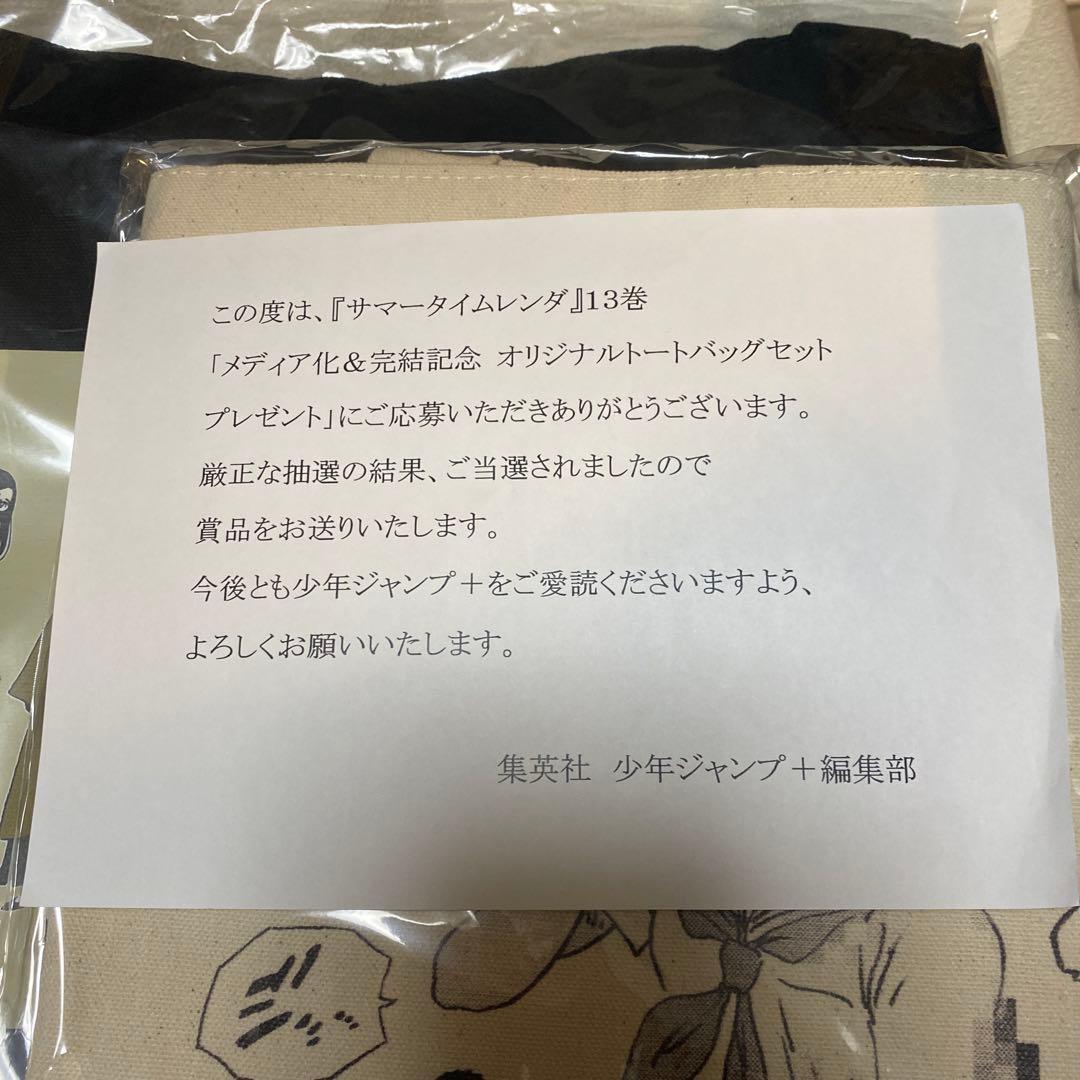 この度は、『サマータイムレンダ』13巻
「メディア化＆完結記念 オリジナルトートバッグセット
プレゼント」にご応募いただきありがとうございます。
厳正な抽選の結果、ご当選されましたので
賞品をお送りいたします。
今後とも少年ジャンプ＋をご愛読くださいますよう、
よろしくお願いいたします。
集英社　少年ジャンプ＋編集部